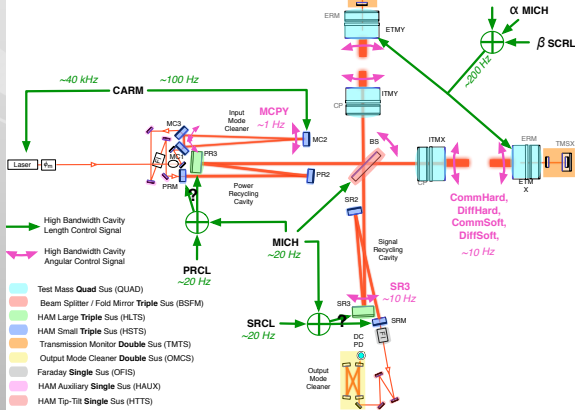 α MICH
β SCRL
~200 Hz
ERM
ETMY
~40 kHz
~100 Hz
CARM
Input
Mode
Cleaner
MCPY
~1 Hz
ITMY
CP
MC3
MC2
MC1
PR3
BS
ITMX
ERM
TMSX
Laser
ϕm
FI
PRM
PR2
CP
ETM
X
?
Power
Recycling
Cavity
SR2
CommHard,
DiffHard,
CommSoft,
DiffSoft,
~10 Hz
High Bandwidth Cavity
Length Control Signal
MICH
~20 Hz
Signal
Recycling
Cavity
High Bandwidth Cavity
Angular Control Signal
PRCL
~20 Hz
SR3
~10 Hz
Test Mass Quad Sus (QUAD)
Beam Splitter / Fold Mirror Triple Sus (BSFM)
HAM Large Triple Sus (HLTS)
HAM Small Triple Sus (HSTS)
Transmission Monitor Double Sus (TMTS)
Output Mode Cleaner Double Sus (OMCS)
Faraday Single Sus (OFIS)
HAM Auxiliary Single Sus (HAUX)
HAM Tip-Tilt Single Sus (HTTS)
SRCL
~20 Hz
SR3
?
SRM
FI
DC
PD
Output
Mode
Cleaner